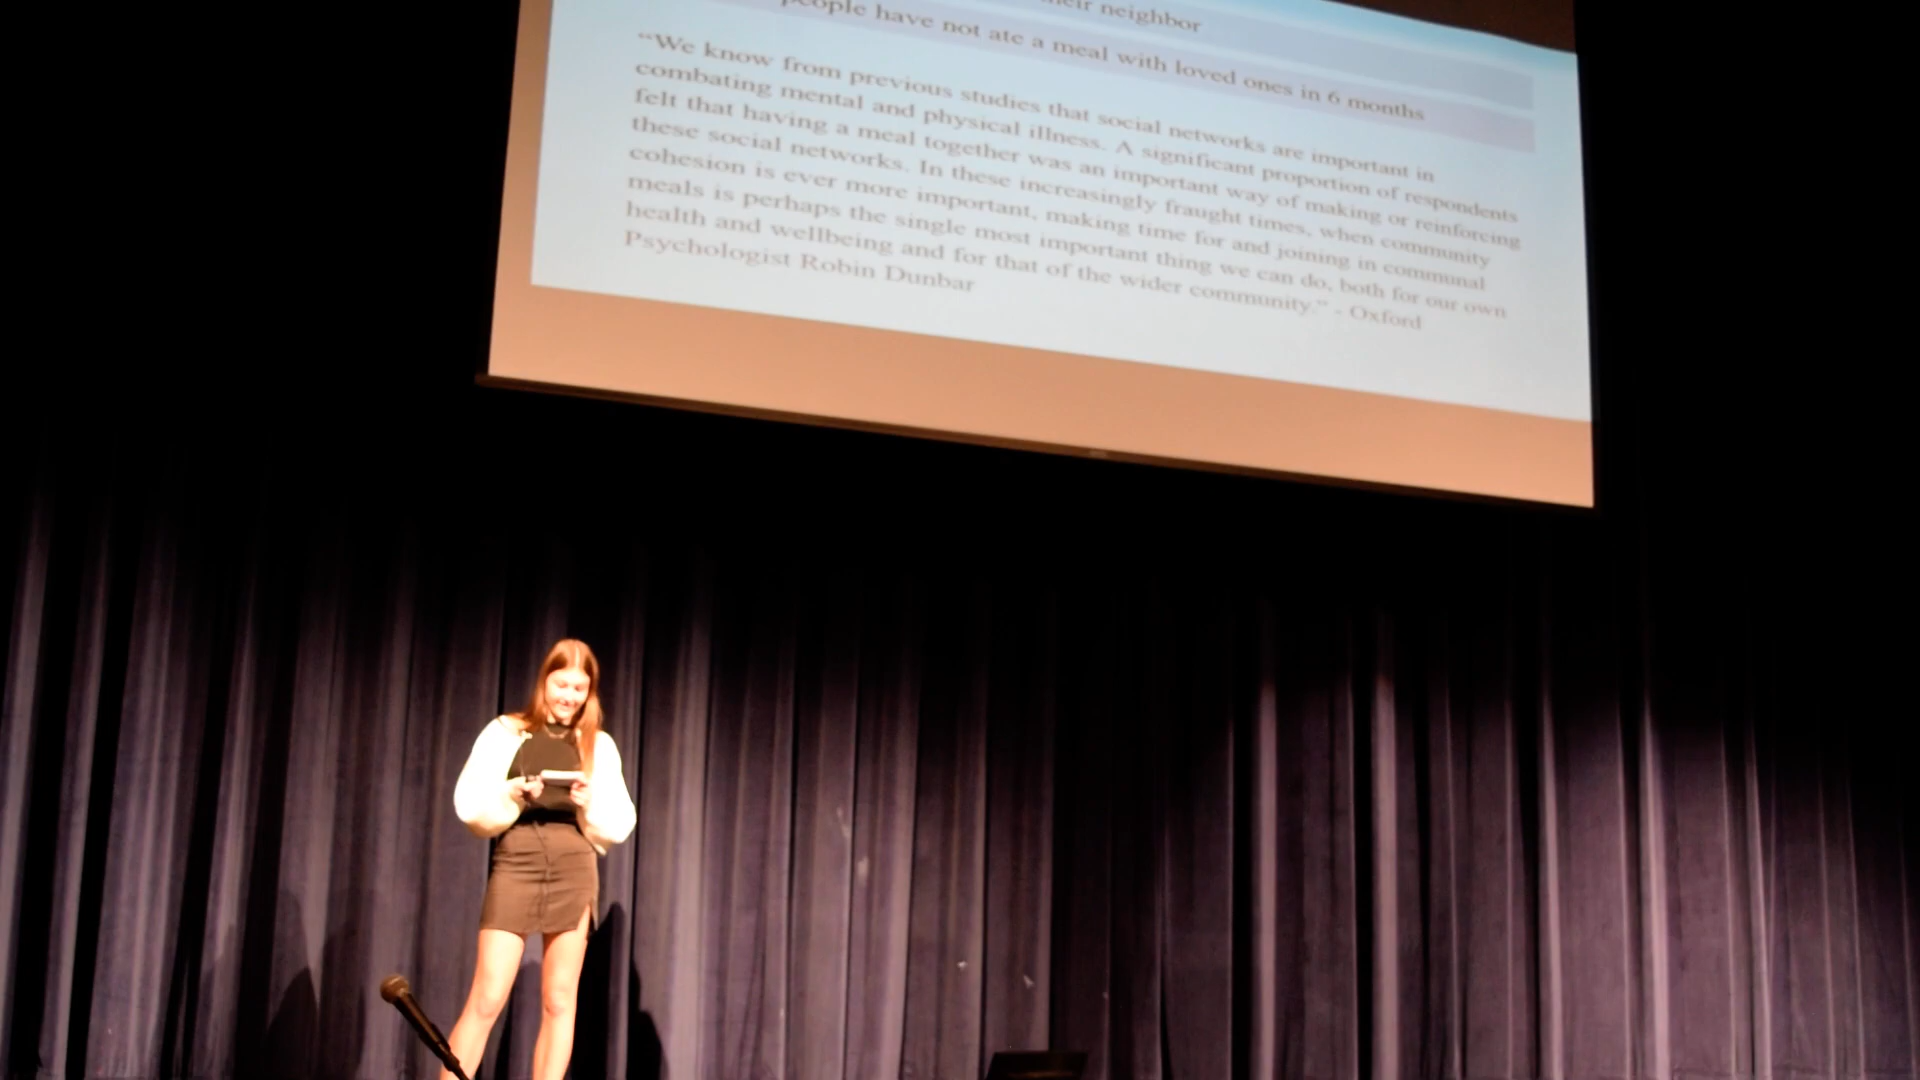 their neighbor
people have not ate a meal with loved ones in 6 months
“We know from previous studies that social networks are important in
combating mental and physical illness. A significant proportion of respondents
felt that having a meal together was an important way of making or reinforcing
these social networks. In these increasingly fraught times, when community
cohesion is ever more important, making time for and joining in communal
meals is perhaps the single most important thing we can do, both for our own
health and wellbeing and for that of the wider community.” - Oxford
Psychologist Robin Dunbar